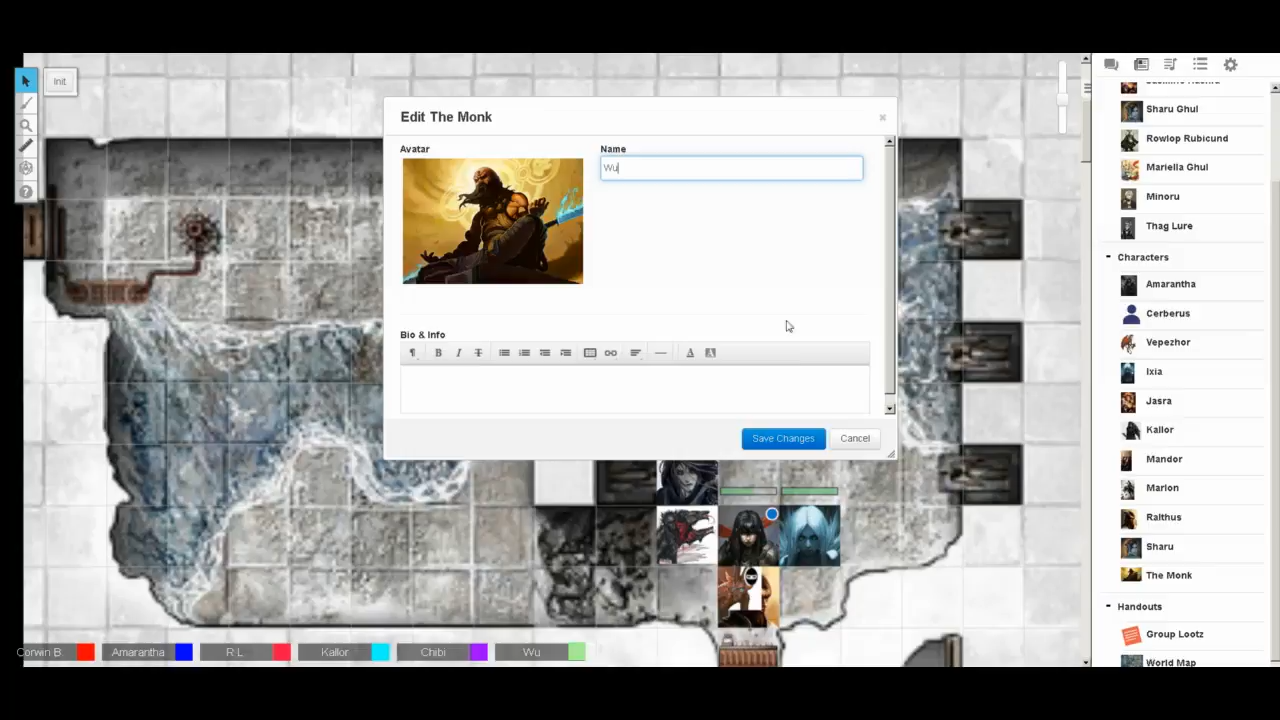 Init
Edit The Monk
×
Avatar
Name
Wu
Bio & Info
Save Changes
Cancel
Sharu Ghul
Rowlop Rubicund
Mariella Ghul
Minoru
Thag Lure
Characters
Amarantha
Cerberus
Vepezhor
Ixia
Jasra
Kallor
Mandor
Marlon
Ralthus
Sharu
The Monk
Handouts
Group Lootz
World Map
Corwin B.
Amarantha
R L
Kallor
Chibi
Wu